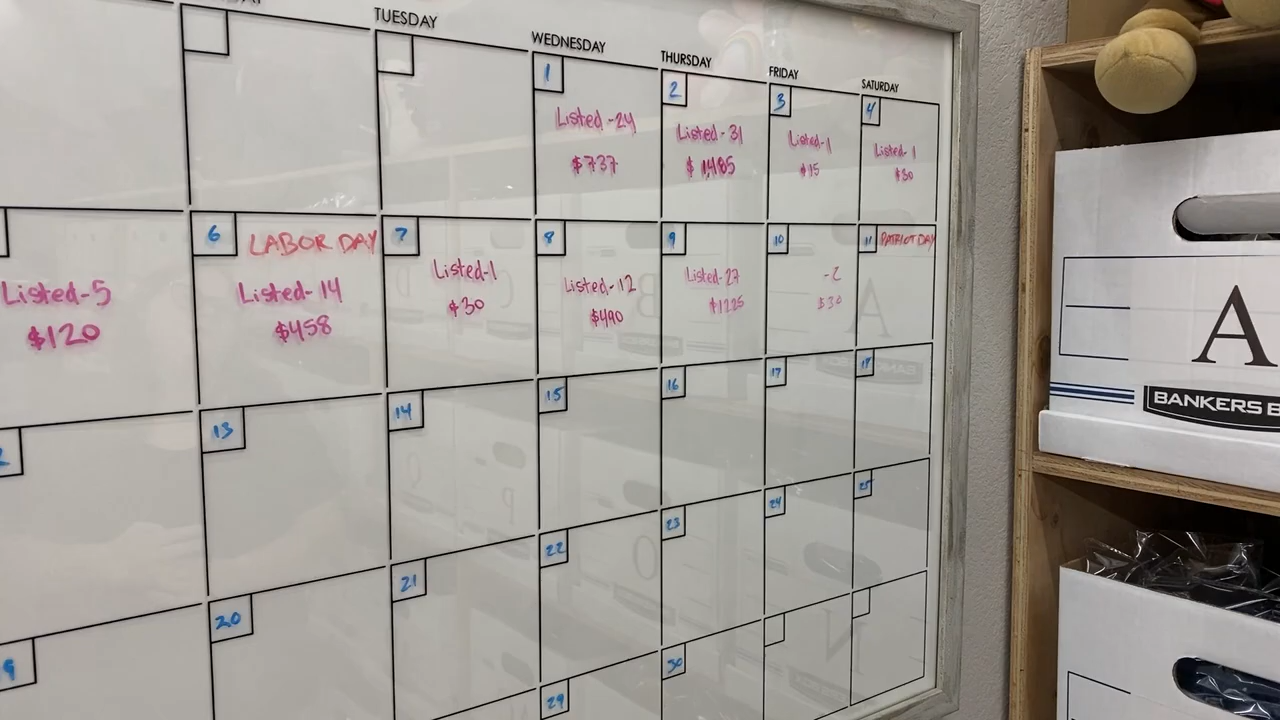 TUESDAY
WEDNESDAY
THURSDAY
FRIDAY
SATURDAY
1
Listed-24
$737
2
Listed-31
$1,485
3
Listed-1
$15
4
Listed-1
$30
Listed-5
$120
6
LABOR DAY
Listed-14
$458
7
Listed-1
$30
8
Listed-12
$490
9
Listed-27
$1225
10
-2
$30
11
PATRIOT DAY
13
14
15
16
17
18
20
21
22
23
24
25
29
30
A
BANKERS B